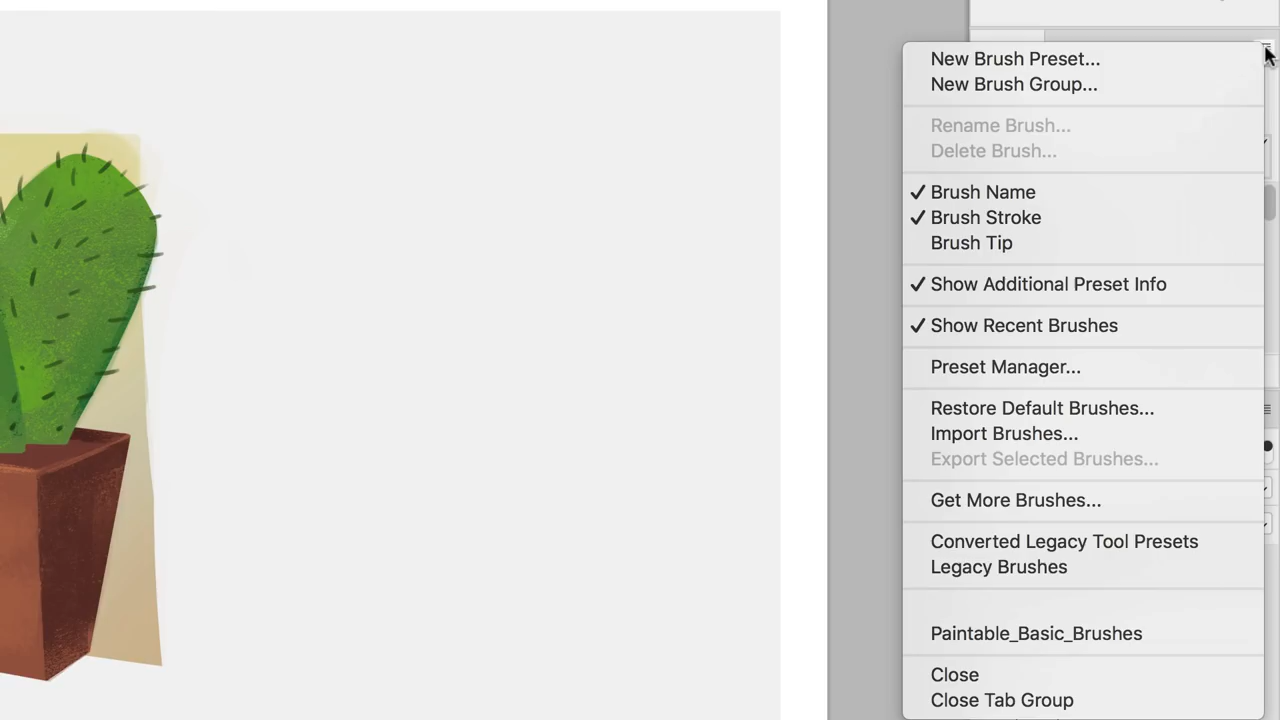 New Brush Preset...
New Brush Group...
Rename Brush...
Delete Brush...
✓ Brush Name
✓ Brush Stroke
Brush Tip
✓ Show Additional Preset Info
✓ Show Recent Brushes
Preset Manager...
Restore Default Brushes...
Import Brushes...
Export Selected Brushes...
Get More Brushes...
Converted Legacy Tool Presets
Legacy Brushes
Paintable_Basic_Brushes
Close
Close Tab Group